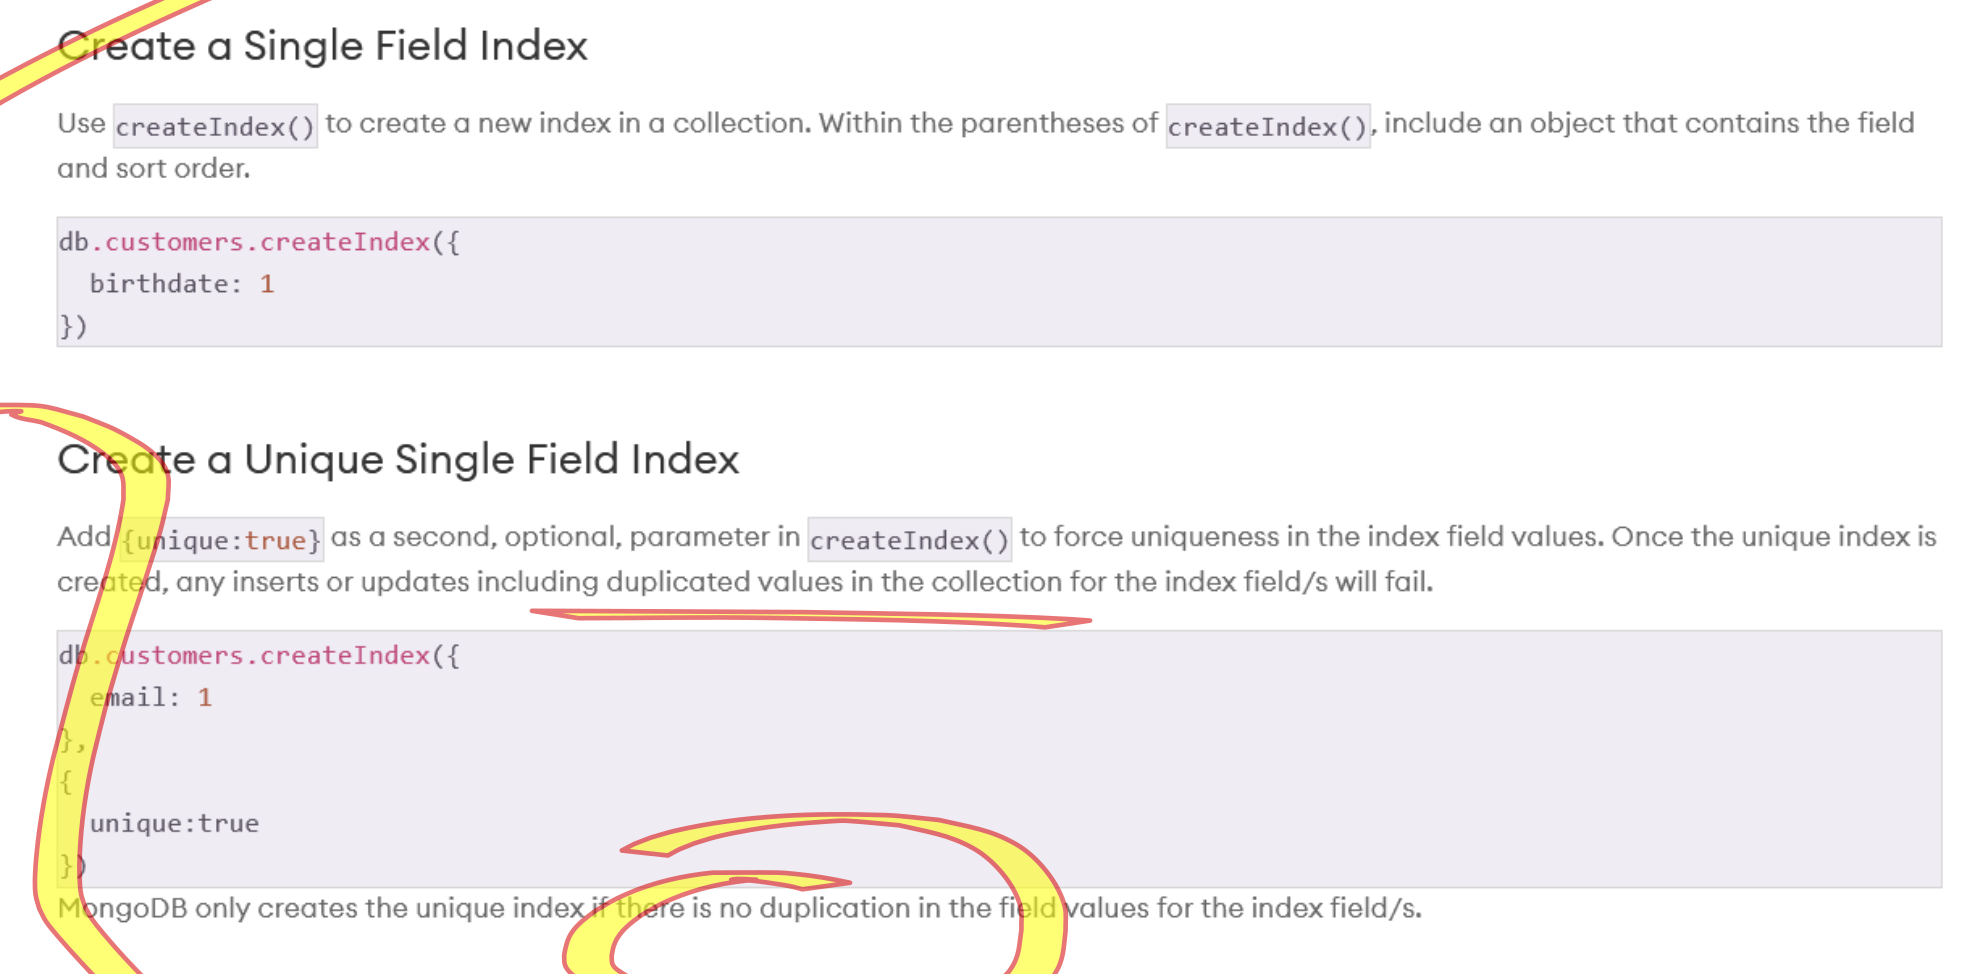 Create a Single Field Index
Use createIndex() to create a new index in a collection. Within the parentheses of createIndex(), include an object that contains the field
and sort order.
db.customers.createIndex({
  birthdate: 1
})
Create a Unique Single Field Index
Add {unique:true} as a second, optional, parameter in createIndex() to force uniqueness in the index field values. Once the unique index is
created, any inserts or updates including duplicated values in the collection for the index field/s will fail.
db.customers.createIndex({
  email: 1
},
{
  unique:true
})
MongoDB only creates the unique index if there is no duplication in the field values for the index field/s.